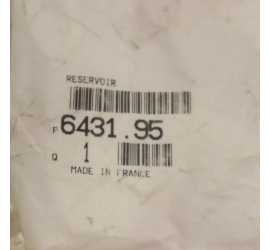 RESERVOIR
P 6431.95
Q 1
MADE IN FRANCE